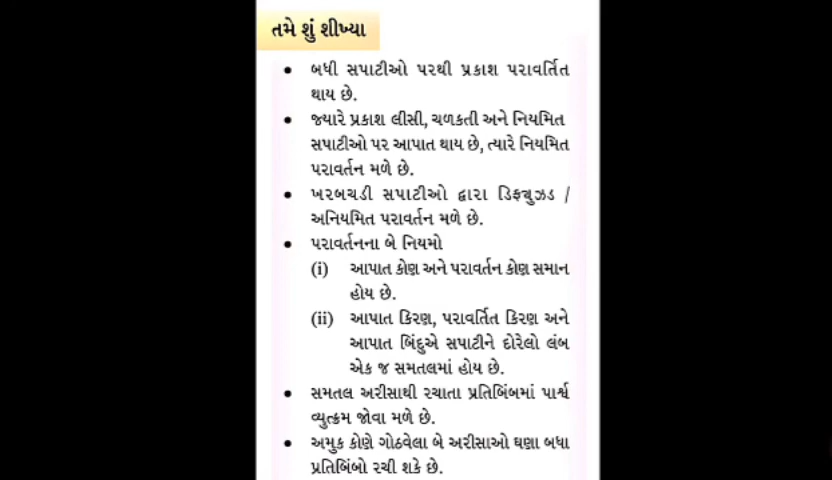 તમે શું શીખ્યા
• બધી સપાટીઓ પરથી પ્રકાશ પરાવર્તિત
થાય છે.
• જ્યારે પ્રકાશ લીસી, ચળકતી અને નિયમિત
સપાટીઓ પર આપાત થાય છે, ત્યારે નિયમિત
પરાવર્તન મળે છે.
• ખરબચડી સપાટીઓ દ્વારા ડિફ્યુઝડ /
અનિયમિત પરાવર્તન મળે છે.
• પરાવર્તનના બે નિયમો
(i) આપાત કોણ અને પરાવર્તન કોણ સમાન
હોય છે.
(ii) આપાત કિરણ, પરાવર્તિત કિરણ અને
આપાત બિંદુએ સપાટીને દોરેલો લંબ
એક જ સમતલમાં હોય છે.
• સમતલ અરીસાથી રચાતા પ્રતિબિંબમાં પાર્શ્વ
વ્યુત્ક્રમ જોવા મળે છે.
• અમુક કોણે ગોઠવેલા બે અરીસાઓ ઘણા બધા
પ્રતિબિંબો રચી શકે છે.